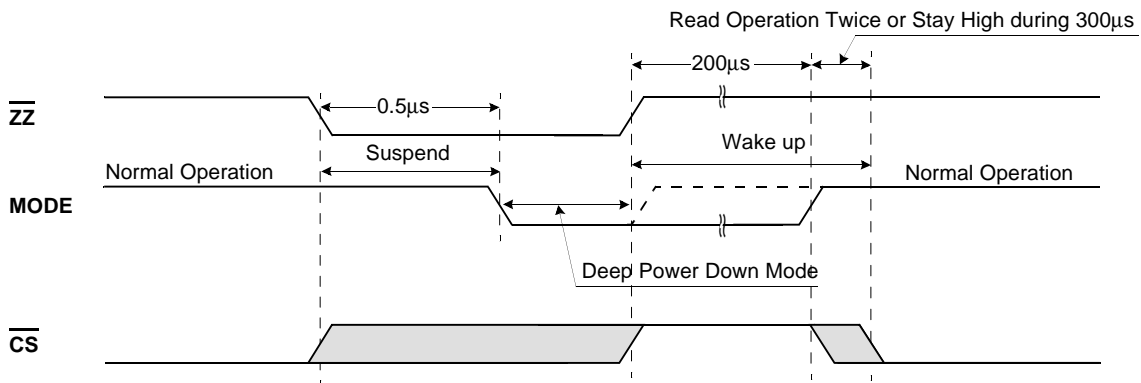 Read Operation Twice or Stay High during 300μs
200μs
ZZ
0.5μs
Suspend
Wake up
Normal Operation
Normal Operation
MODE
Deep Power Down Mode
CS